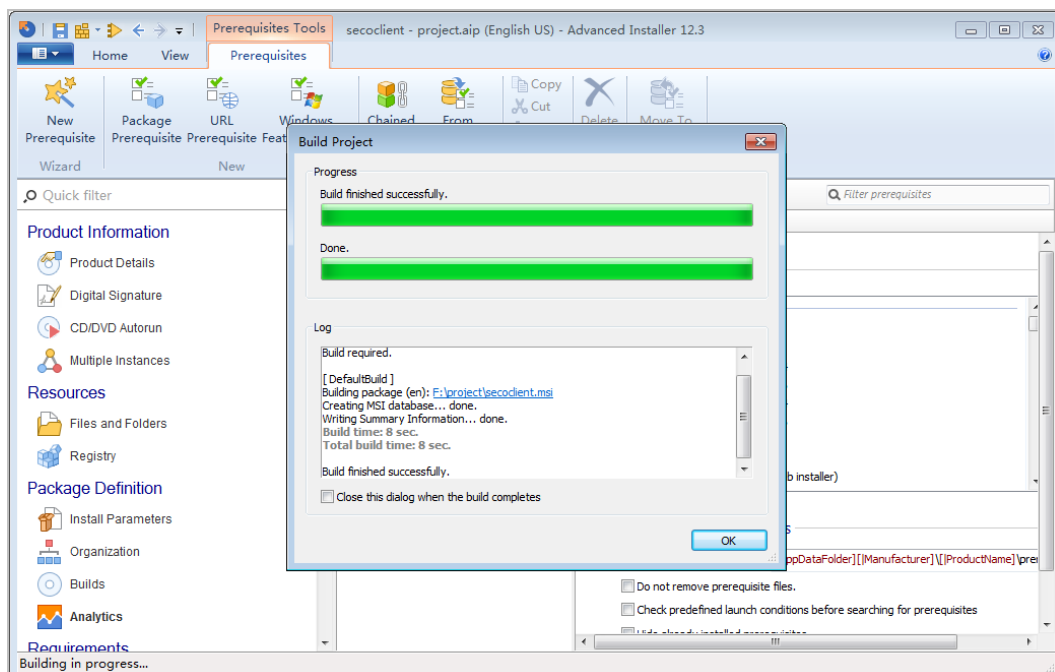 Prerequisites Tools
secoclient - project.aip (English US) - Advanced Installer 12.3
Home
View
Prerequisites
New
Prerequisite
Package
Prerequisite
URL
Prerequisite
Windows
Chained
From
Copy
Cut
Delete
Move To
Wizard
New
Quick filter
Filter prerequisites
Product Information
Product Details
Digital Signature
CD/DVD Autorun
Multiple Instances
Resources
Files and Folders
Registry
Package Definition
Install Parameters
Organization
Builds
Analytics
Requirements
Building in progress...
Build Project
Progress
Build finished successfully.
Done.
Log
Build required.
[ DefaultBuild ]
Building package (en): F:\project\secoclient.msi
Creating MSI database... done.
Writing Summary Information... done.
Build time: 8 sec.
Total build time: 8 sec.
Build finished successfully.
Close this dialog when the build completes
OK
installer)
[|Manufacturer]\[|ProductName]\
Do not remove prerequisite files.
Check predefined launch conditions before searching for prerequisites
Hide already installed prerequisites